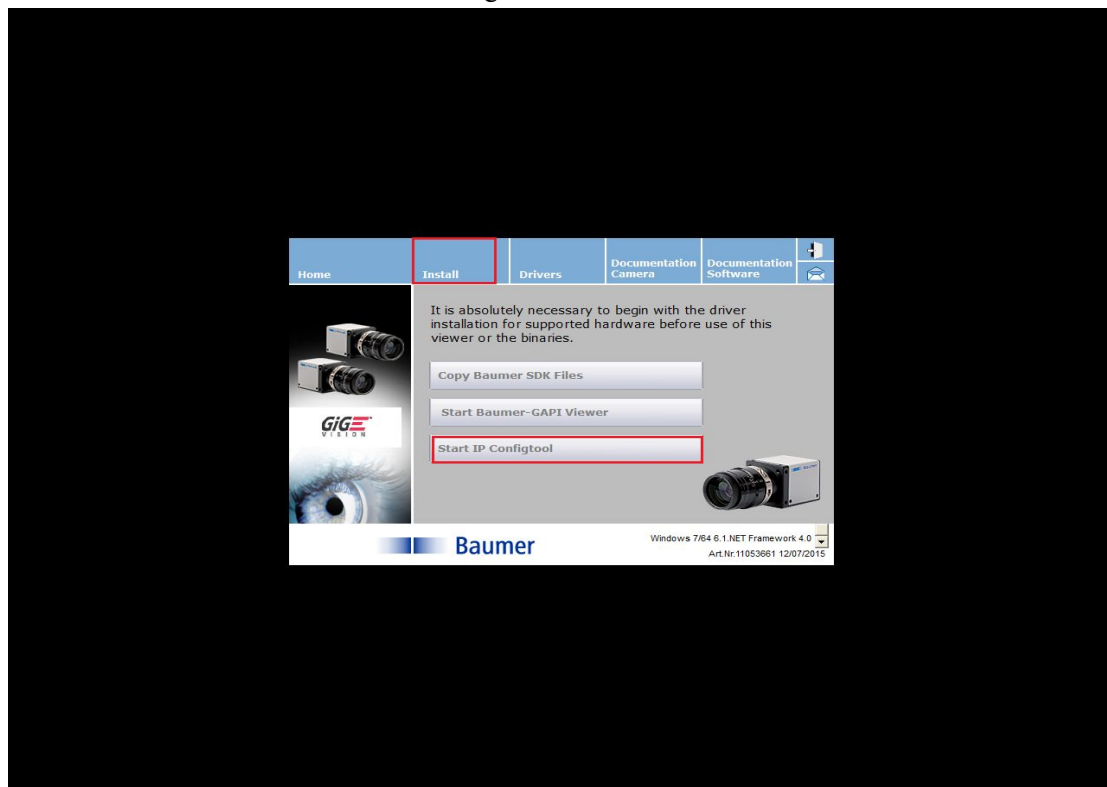 Home
Install
Drivers
Documentation
Camera
Documentation
Software
It is absolutely necessary to begin with the driver
installation for supported hardware before use of this
viewer or the binaries.
Copy Baumer SDK Files
Start Baumer-GAPI Viewer
Start IP Configtool
GiGE
VISION
Baumer
Windows 7/64 6.1.NET Framework 4.0
Art.Nr.11053661 12/07/2015